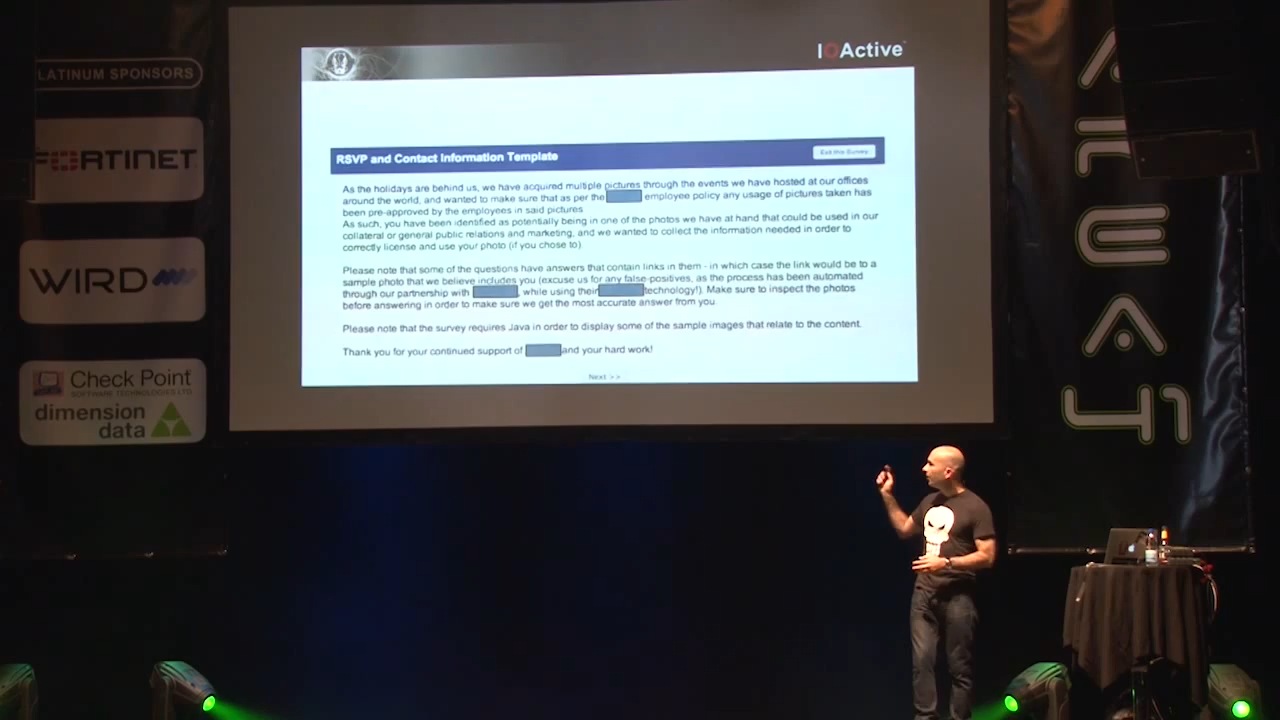 LATINUM SPONSORS
FORTINET
WIRD
Check Point
SOFTWARE TECHNOLOGIES LTD.
dimension
data
IOActive
RSVP and Contact Information Template
Exit this Survey
As the holidays are behind us, we have acquired multiple pictures through the events we have hosted at our offices
around the world, and wanted to make sure that as per the employee policy any usage of pictures taken has
been pre-approved by the employees in said pictures
As such, you have been identified as potentially being in one of the photos we have at hand that could be used in our
collateral or general public relations and marketing, and we wanted to collect the information needed in order to
correctly license and use your photo (if you chose to)
Please note that some of the questions have answers that contain links in them - in which case the link would be to a
sample photo that we believe includes you (excuse us for any false-positives, as the process has been automated
through our partnership with , while using their technology!). Make sure to inspect the photos
before answering in order to make sure we get the most accurate answer from you
Please note that the survey requires Java in order to display some of the sample images that relate to the content.
Thank you for your continued support of and your hard work!
Next >>
AREA41